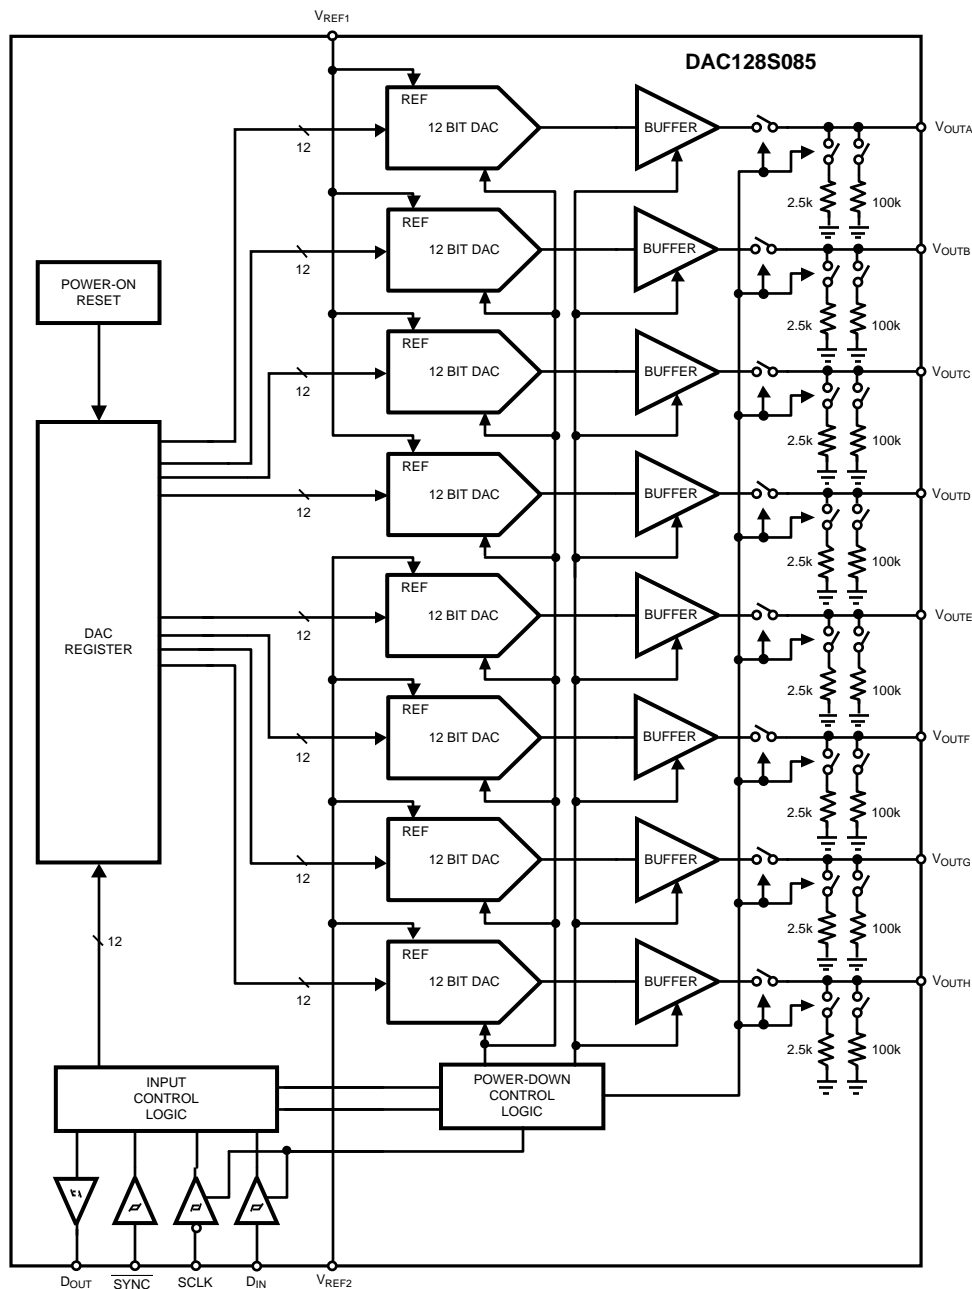 VREF1
DAC128S085
REF
12 BIT DAC
BUFFER
VOUTA
12
2.5k
100k
REF
12 BIT DAC
BUFFER
VOUTB
12
POWER-ON
RESET
2.5k
100k
REF
12 BIT DAC
BUFFER
VOUTC
12
2.5k
100k
REF
12 BIT DAC
BUFFER
VOUTD
12
2.5k
100k
REF
12 BIT DAC
BUFFER
VOUTE
12
DAC
REGISTER
2.5k
100k
REF
12 BIT DAC
BUFFER
VOUTF
12
2.5k
100k
REF
12 BIT DAC
BUFFER
VOUTG
12
2.5k
100k
12
REF
12 BIT DAC
BUFFER
VOUTH
12
2.5k
100k
INPUT
CONTROL
LOGIC
POWER-DOWN
CONTROL
LOGIC
DOUT
SYNC
SCLK
DIN
VREF2